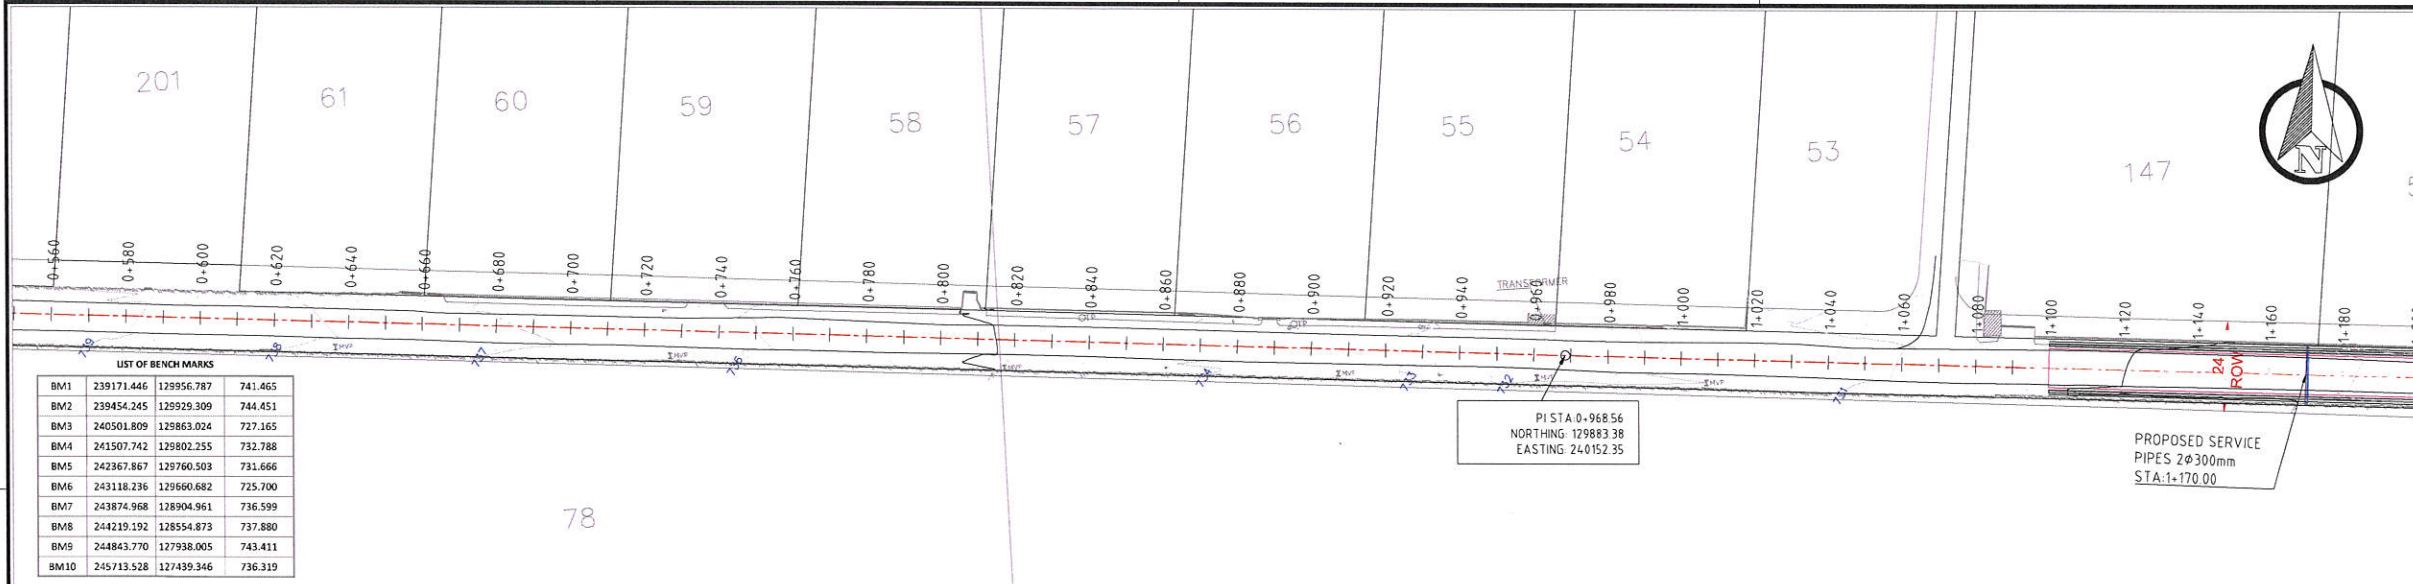 201
61
60
59
58
57
56
55
54
53
147
N
0+560
0+580
0+600
0+620
0+640
0+660
0+680
0+700
0+720
0+740
0+760
0+780
0+800
0+820
0+840
0+860
0+880
0+900
0+920
0+940
0+960
0+980
1+000
1+020
1+040
1+060
1+080
1+100
1+120
1+140
1+160
1+180
TRANSFORMER
739
738
737
736
734
733
732
731
24
ROW
LIST OF BENCH MARKS
BM1 239171.446 129956.787 741.465
BM2 239454.245 129929.309 744.451
BM3 240501.809 129863.024 727.165
BM4 241507.742 129802.255 732.788
BM5 242367.867 129760.503 731.666
BM6 243118.236 129660.682 725.700
BM7 243874.968 128904.961 736.599
BM8 244219.192 128554.873 737.880
BM9 244843.770 127938.005 743.411
BM10 245713.528 127439.346 736.319
PI STA:0+968.56
NORTHING: 129883.38
EASTING: 240152.35
PROPOSED SERVICE
PIPES 2ϕ300mm
STA:1+170.00
78